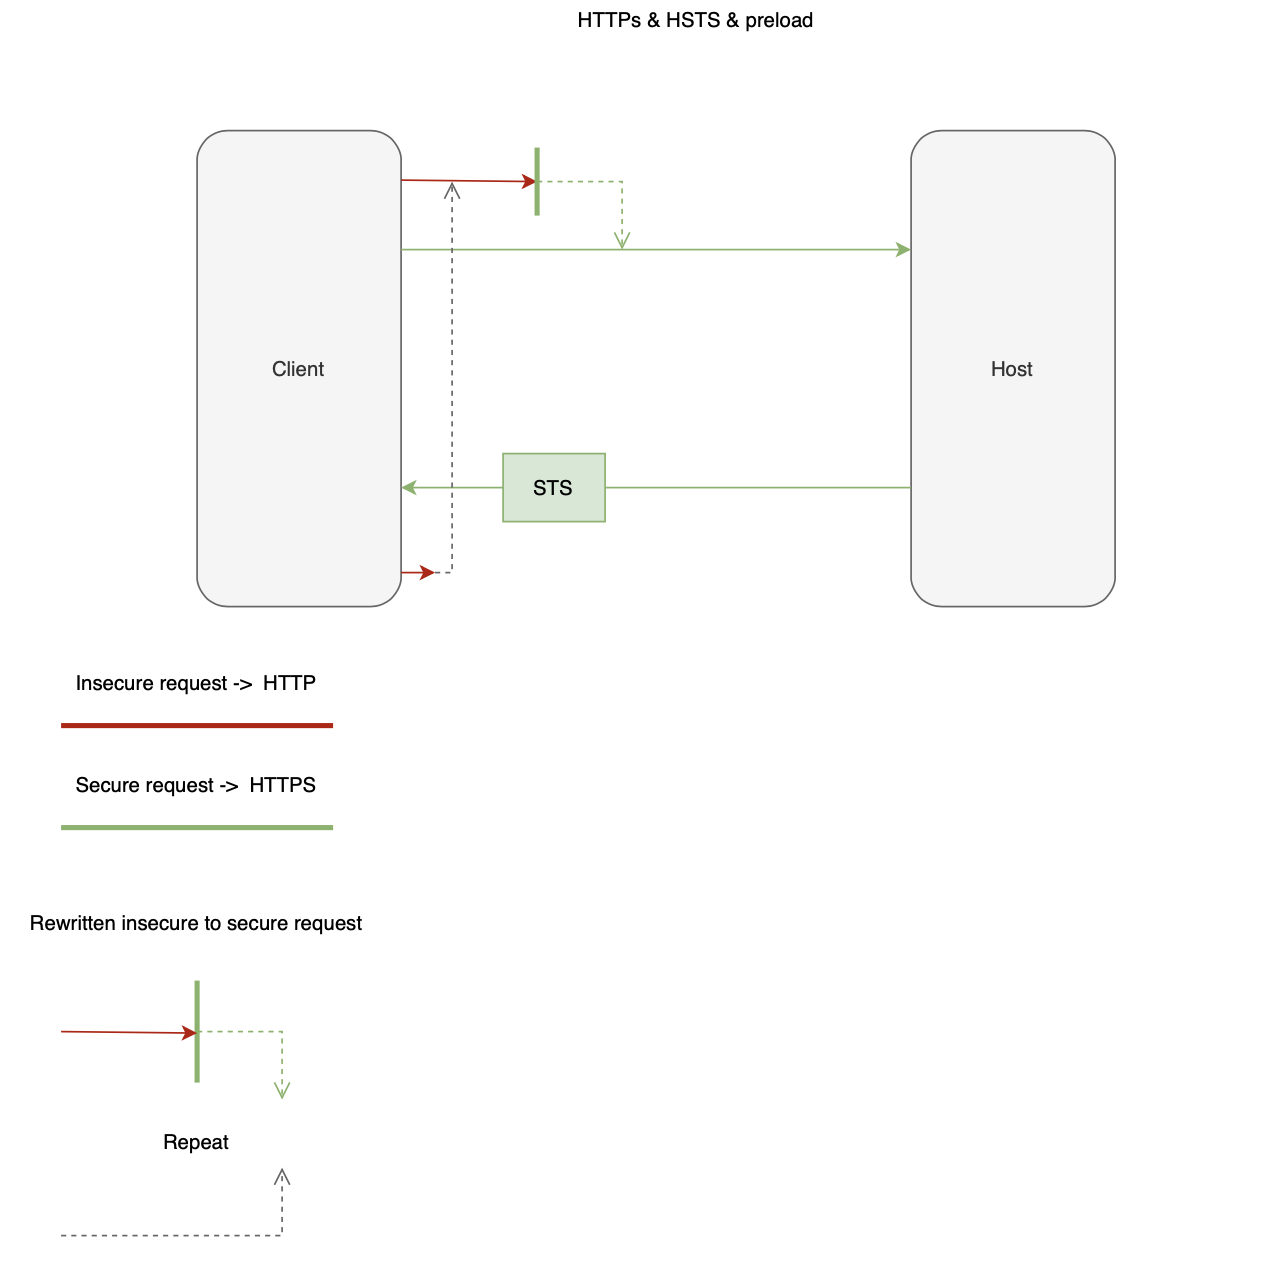 HTTPs & HSTS & preload
Client
Host
STS
Insecure request -> HTTP
Secure request -> HTTPS
Rewritten insecure to secure request
Repeat